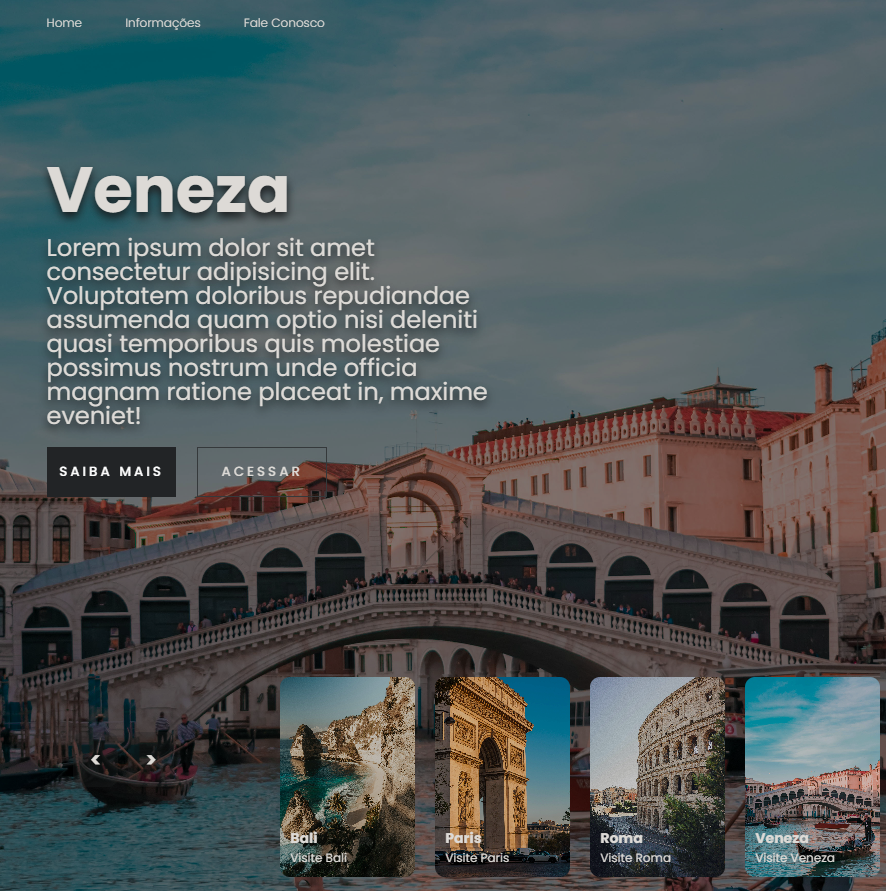 Home Informações Fale Conosco
Veneza
Lorem ipsum dolor sit amet
consectetur adipisicing elit.
Voluptatem doloribus repudiandae
assumenda quam optio nisi deleniti
quasi temporibus quis molestiae
possimus nostrum unde officia
magnam ratione placeat in, maxime
eveniet!
SAIBA MAIS ACESSAR
‹ ›
Bali
Visite Bali
Paris
Visite Paris
Roma
Visite Roma
Veneza
Visite Veneza